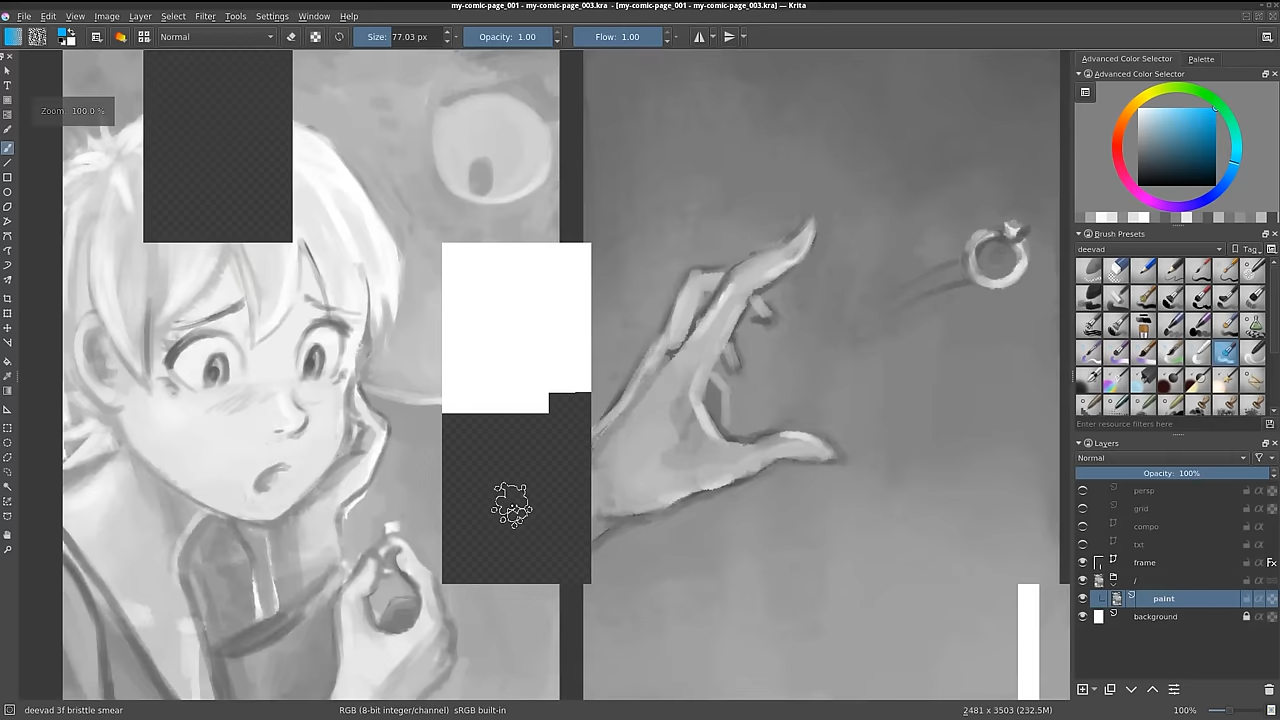 my-comic-page_001 - my-comic-page_003.kra - [my-comic-page_001 - my-comic-page_003.kra] — Krita
File Edit View Image Layer Select Filter Tools Settings Window Help
Normal Size: 77.03 px Opacity: 1.00 Flow: 1.00
Advanced Color Selector Palette
Advanced Color Selector
Zoom: 100.0 %
Brush Presets
deevad Tag
Enter resource filters here
Layers
Normal
Opacity: 100%
persp
grid
compo
txt
frame
/
paint
background
deevad 3f bristtle smear RGB (8-bit integer/channel) sRGB built-in 2481 x 3503 (232.5M) 100%